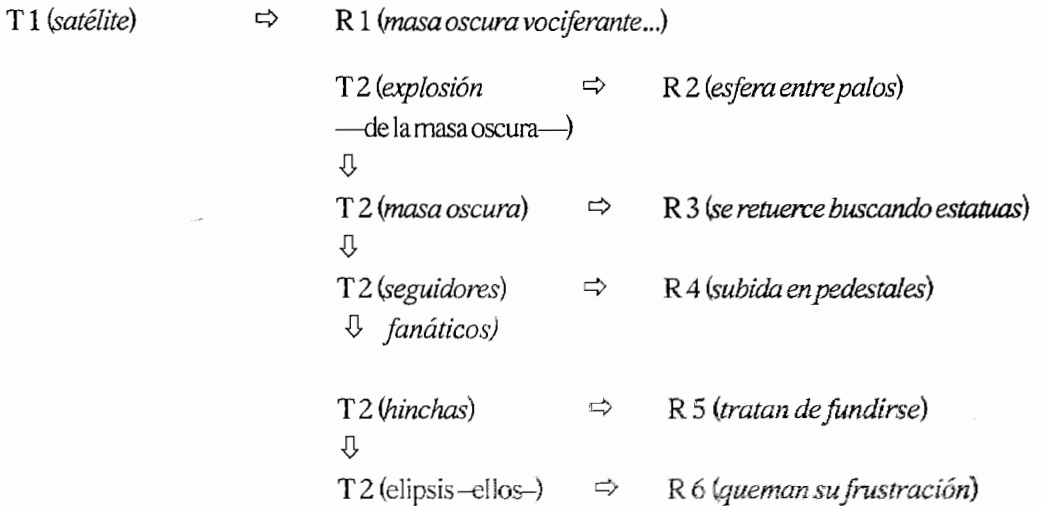 T 1 (satélite) ⇨ R 1 (masa oscura vociferante...)
T 2 (explosión ⇨ R 2 (esfera entre palos)
—de la masa oscura—)
⇩
T 2 (masa oscura) ⇨ R 3 (se retuerce buscando estatuas)
⇩
T 2 (seguidores) ⇨ R 4 (subida en pedestales)
⇩ fanáticos)
T 2 (hinchas) ⇨ R 5 (tratan de fundirse)
⇩
T 2 (elipsis –ellos–) ⇨ R 6 (queman su frustración)